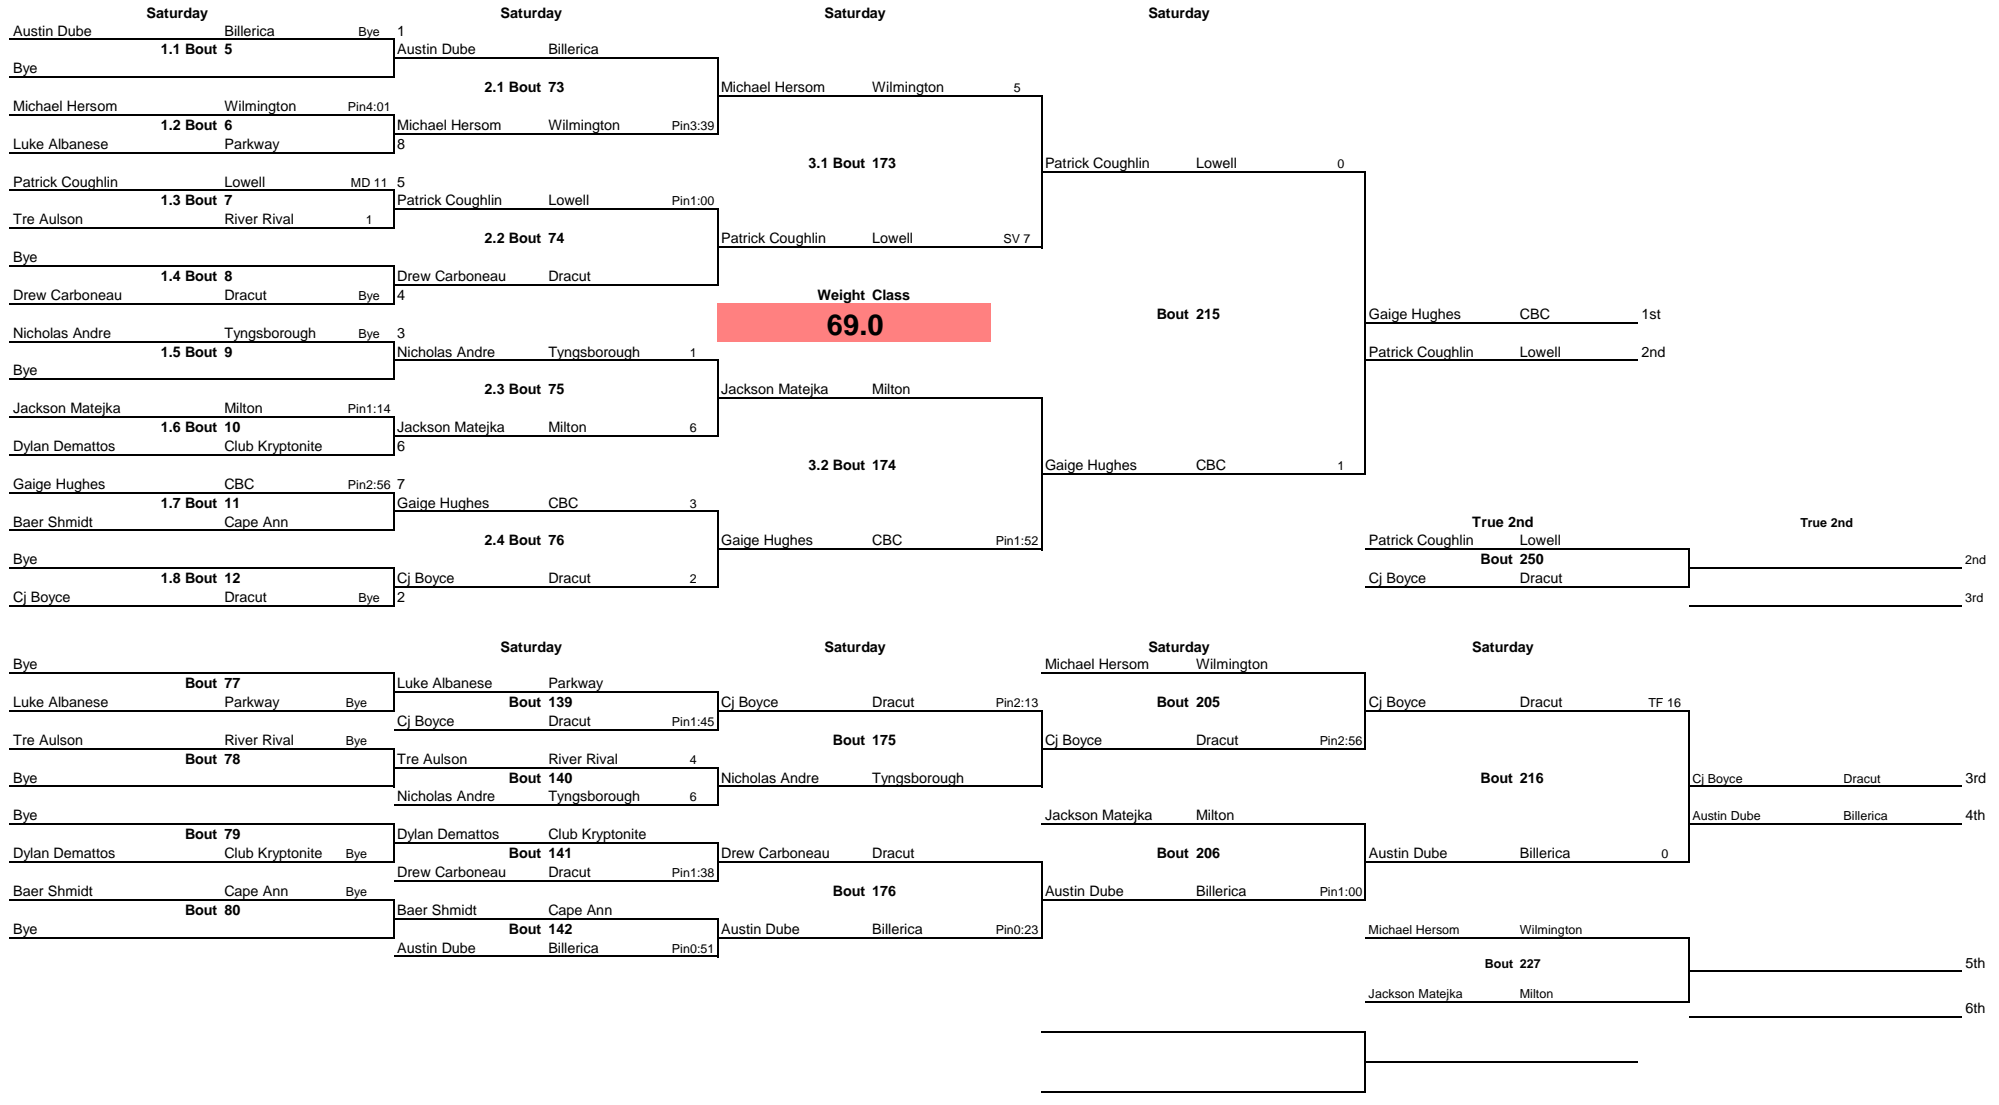 Saturday Saturday Saturday Saturday
Austin Dube Billerica Bye 1
1.1 Bout 5 Austin Dube Billerica
Bye
2.1 Bout 73 Michael Hersom Wilmington 5
Michael Hersom Wilmington Pin4:01
1.2 Bout 6 Michael Hersom Wilmington Pin3:39
Luke Albanese Parkway 8
3.1 Bout 173 Patrick Coughlin Lowell 0
Patrick Coughlin Lowell MD 11 5
1.3 Bout 7 Patrick Coughlin Lowell Pin1:00
Tre Aulson River Rival 1
2.2 Bout 74 Patrick Coughlin Lowell SV 7
Bye
1.4 Bout 8 Drew Carboneau Dracut
Drew Carboneau Dracut Bye 4 Weight Class
69.0 Bout 215 Gaige Hughes CBC 1st
Nicholas Andre Tyngsborough Bye 3
1.5 Bout 9 Nicholas Andre Tyngsborough 1 Patrick Coughlin Lowell 2nd
Bye
2.3 Bout 75 Jackson Matejka Milton
Jackson Matejka Milton Pin1:14
1.6 Bout 10 Jackson Matejka Milton 6
Dylan Demattos Club Kryptonite 6
3.2 Bout 174 Gaige Hughes CBC 1
Gaige Hughes CBC Pin2:56 7
1.7 Bout 11 Gaige Hughes CBC 3
Baer Shmidt Cape Ann True 2nd True 2nd
2.4 Bout 76 Gaige Hughes CBC Pin1:52 Patrick Coughlin Lowell
Bye Bout 250 2nd
1.8 Bout 12 Cj Boyce Dracut 2 Cj Boyce Dracut
Cj Boyce Dracut Bye 2 3rd
Saturday Saturday Saturday Saturday
Bye Michael Hersom Wilmington
Bout 77 Luke Albanese Parkway
Luke Albanese Parkway Bye Bout 139 Cj Boyce Dracut Pin2:13 Bout 205 Cj Boyce Dracut TF 16
Cj Boyce Dracut Pin1:45
Tre Aulson River Rival Bye Bout 175 Cj Boyce Dracut Pin2:56
Bout 78 Tre Aulson River Rival 4
Bye Bout 140 Nicholas Andre Tyngsborough Bout 216 Cj Boyce Dracut 3rd
Nicholas Andre Tyngsborough 6
Bye Jackson Matejka Milton Austin Dube Billerica 4th
Bout 79 Dylan Demattos Club Kryptonite
Dylan Demattos Club Kryptonite Bye Bout 141 Drew Carboneau Dracut Bout 206 Austin Dube Billerica 0
Drew Carboneau Dracut Pin1:38
Baer Shmidt Cape Ann Bye Bout 176 Austin Dube Billerica Pin1:00
Bout 80 Baer Shmidt Cape Ann
Bye Bout 142 Austin Dube Billerica Pin0:23 Michael Hersom Wilmington
Austin Dube Billerica Pin0:51
Bout 227 5th
Jackson Matejka Milton
6th